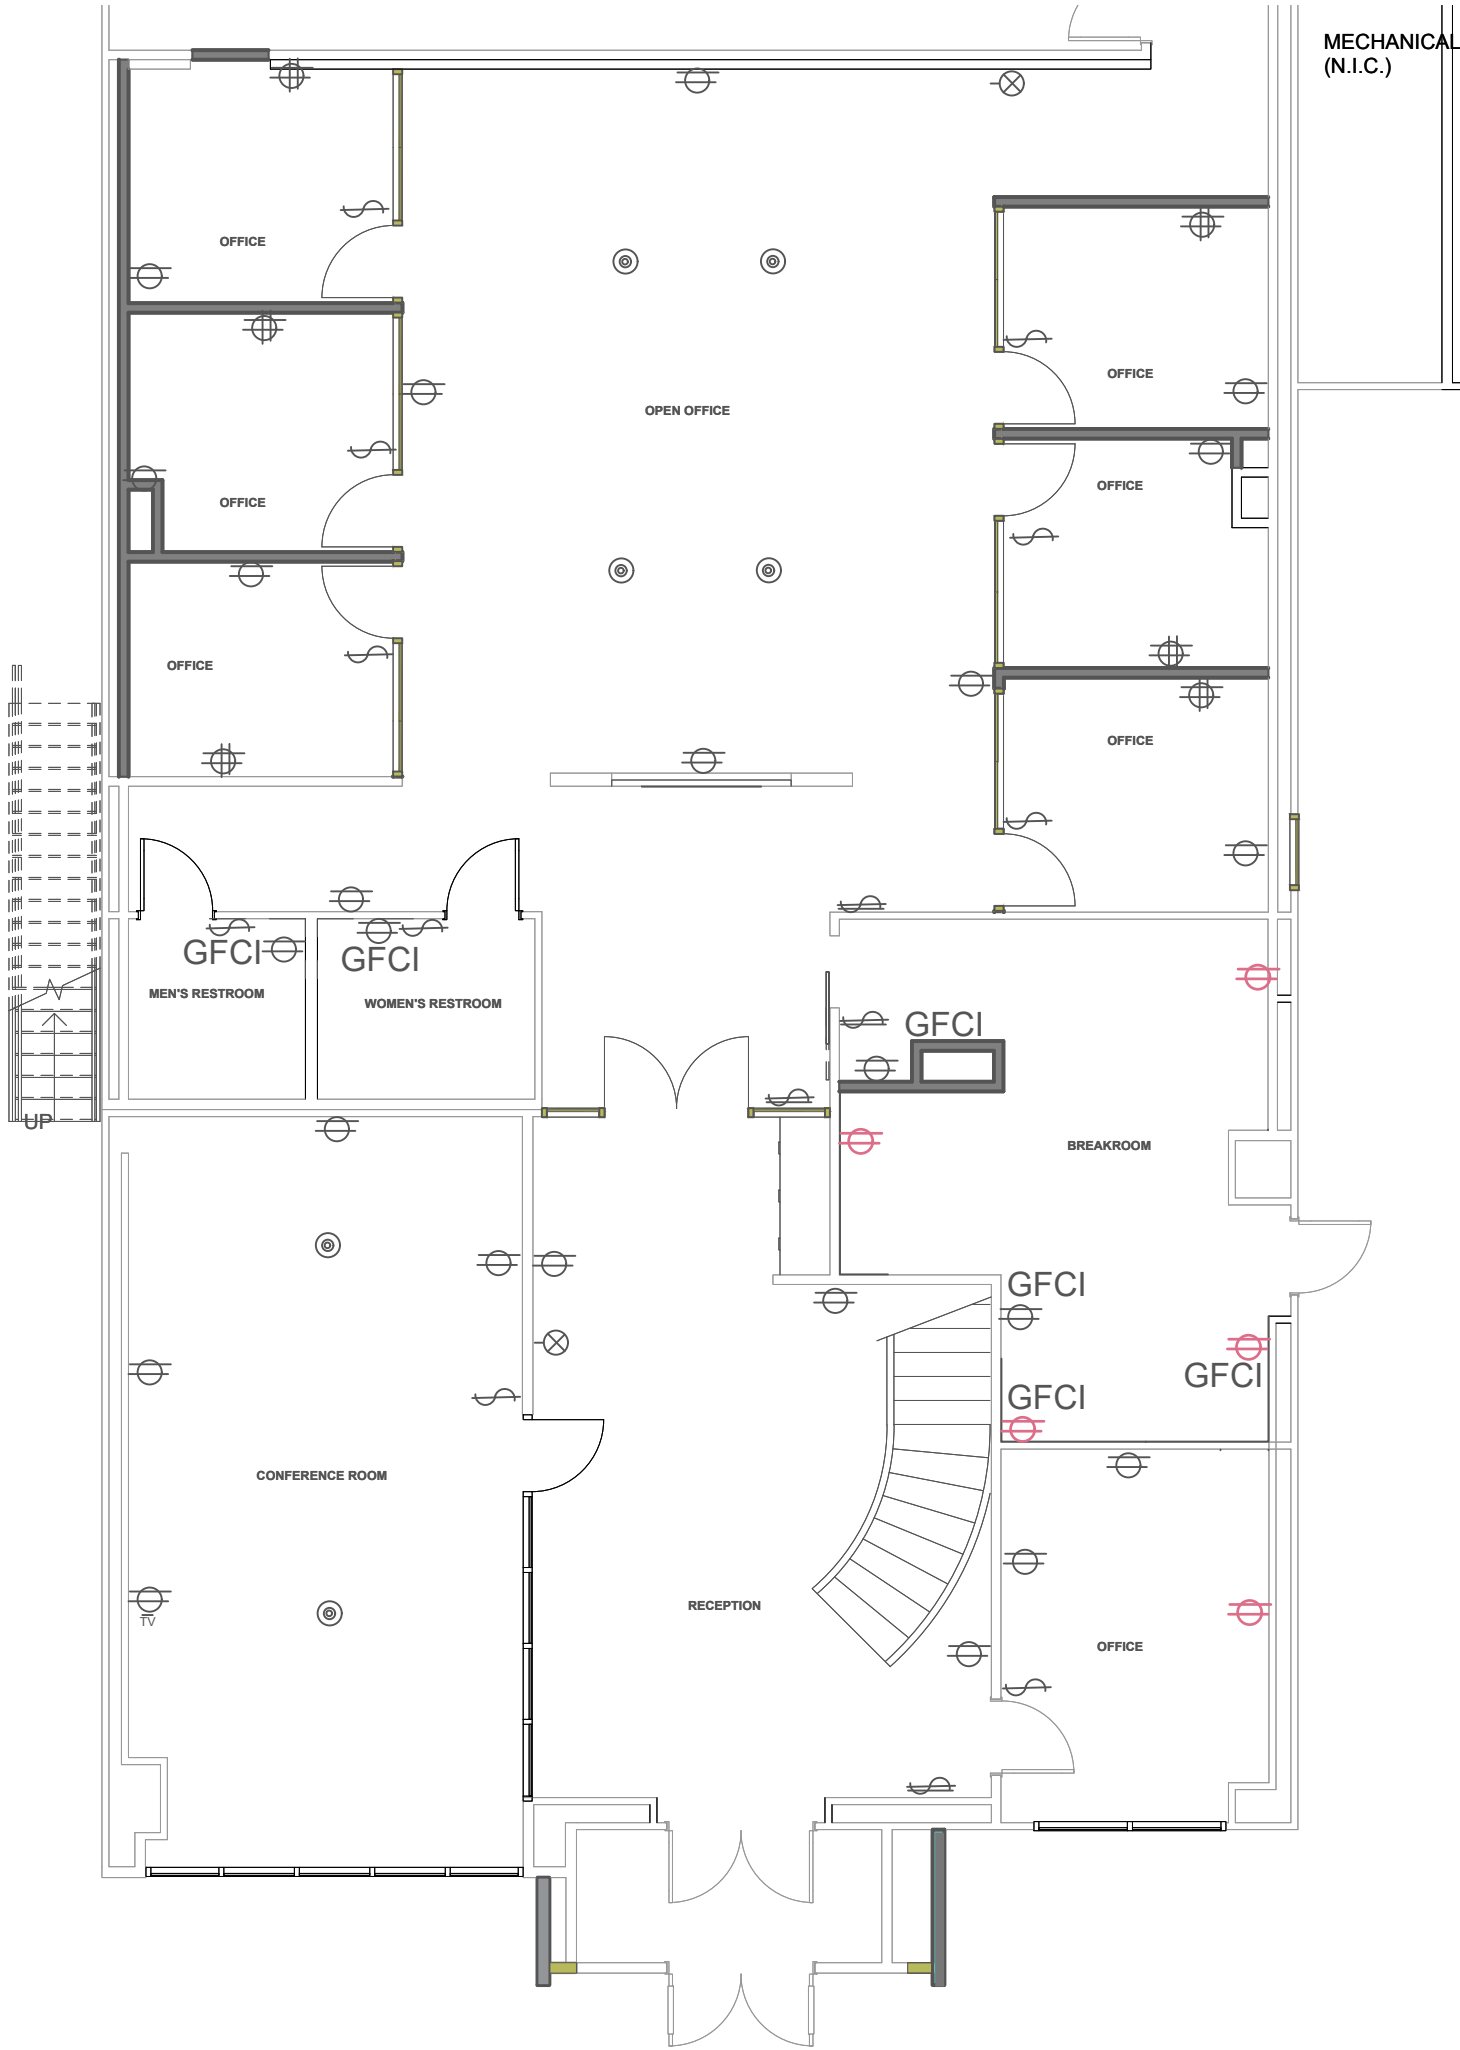 MECHANICAL
(N.I.C.)
OFFICE
OFFICE
OPEN OFFICE
OFFICE
OFFICE
OFFICE
OFFICE
UP
GFCI
GFCI
MEN'S RESTROOM
WOMEN'S RESTROOM
GFCI
BREAKROOM
GFCI
GFCI
GFCI
CONFERENCE ROOM
RECEPTION
TV
OFFICE